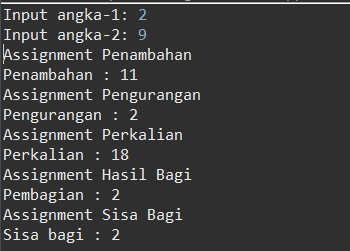 Input angka-1: 2
Input angka-2: 9
Assignment Penambahan
Penambahan : 11
Assignment Pengurangan
Pengurangan : 2
Assignment Perkalian
Perkalian : 18
Assignment Hasil Bagi
Pembagian : 2
Assignment Sisa Bagi
Sisa bagi : 2